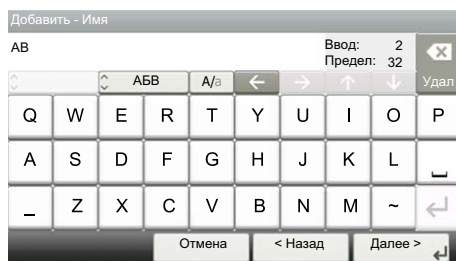 Добавить - Имя
AB
Ввод: 2
Предел: 32
АБВ A/a Удал
Q W E R T Y U I O P
A S D F G H J K L
_ Z X C V B N M ~
Отмена < Назад Далее >